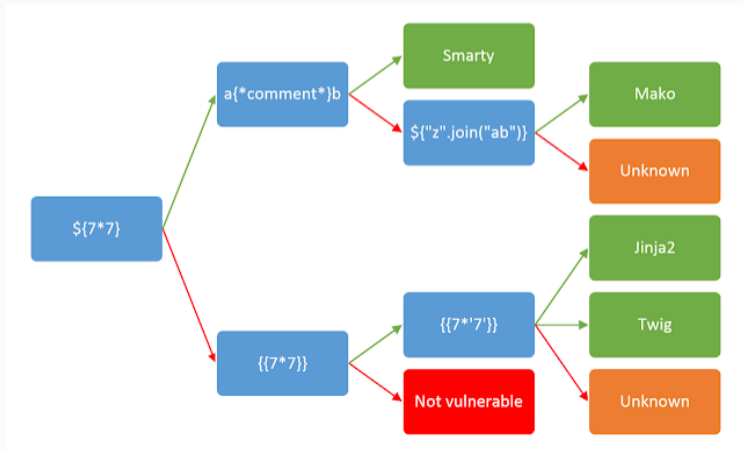 ${7*7}
a{*comment*}b
Smarty
${"z".join("ab")}
Mako
Unknown
{{7*7}}
{{7*'7'}}
Not vulnerable
Jinja2
Twig
Unknown